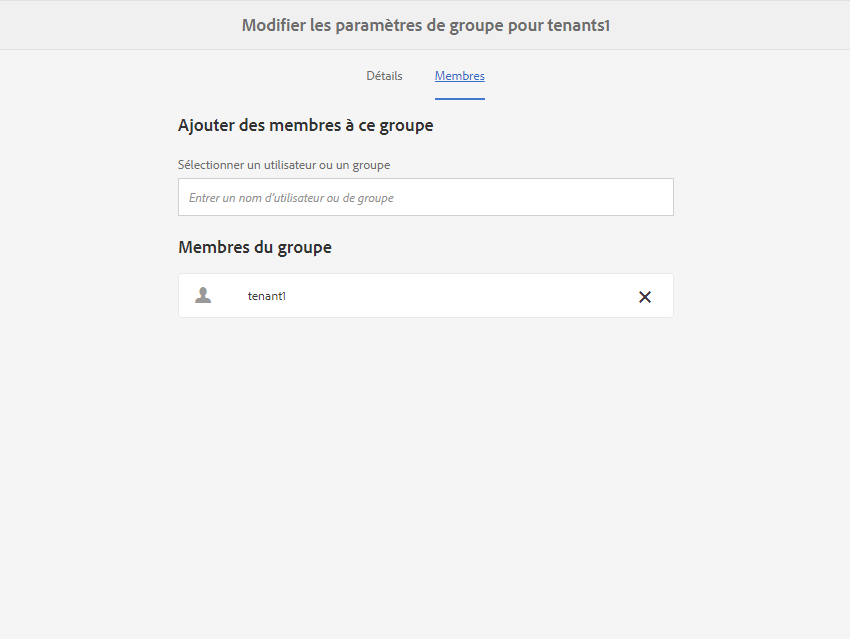 Modifier les paramètres de groupe pour tenants1
Détails Membres
Ajouter des membres à ce groupe
Sélectionner un utilisateur ou un groupe
Entrer un nom d'utilisateur ou de groupe
Membres du groupe
tenant1